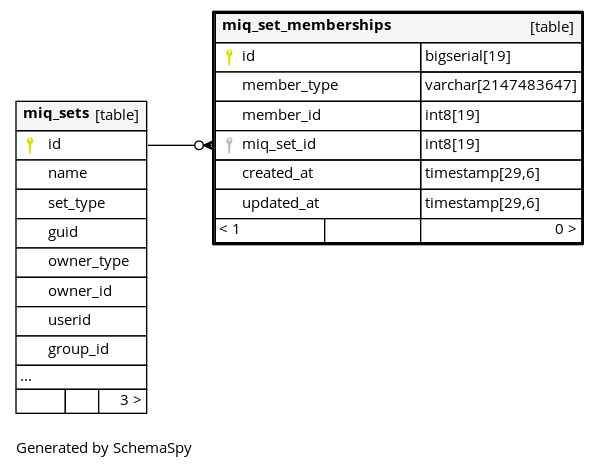 miq_set_memberships [table]
id bigserial[19]
member_type varchar[2147483647]
member_id int8[19]
miq_set_id int8[19]
created_at timestamp[29,6]
updated_at timestamp[29,6]
< 1 0 >
miq_sets [table]
id
name
set_type
guid
owner_type
owner_id
userid
group_id
...
3 >
Generated by SchemaSpy